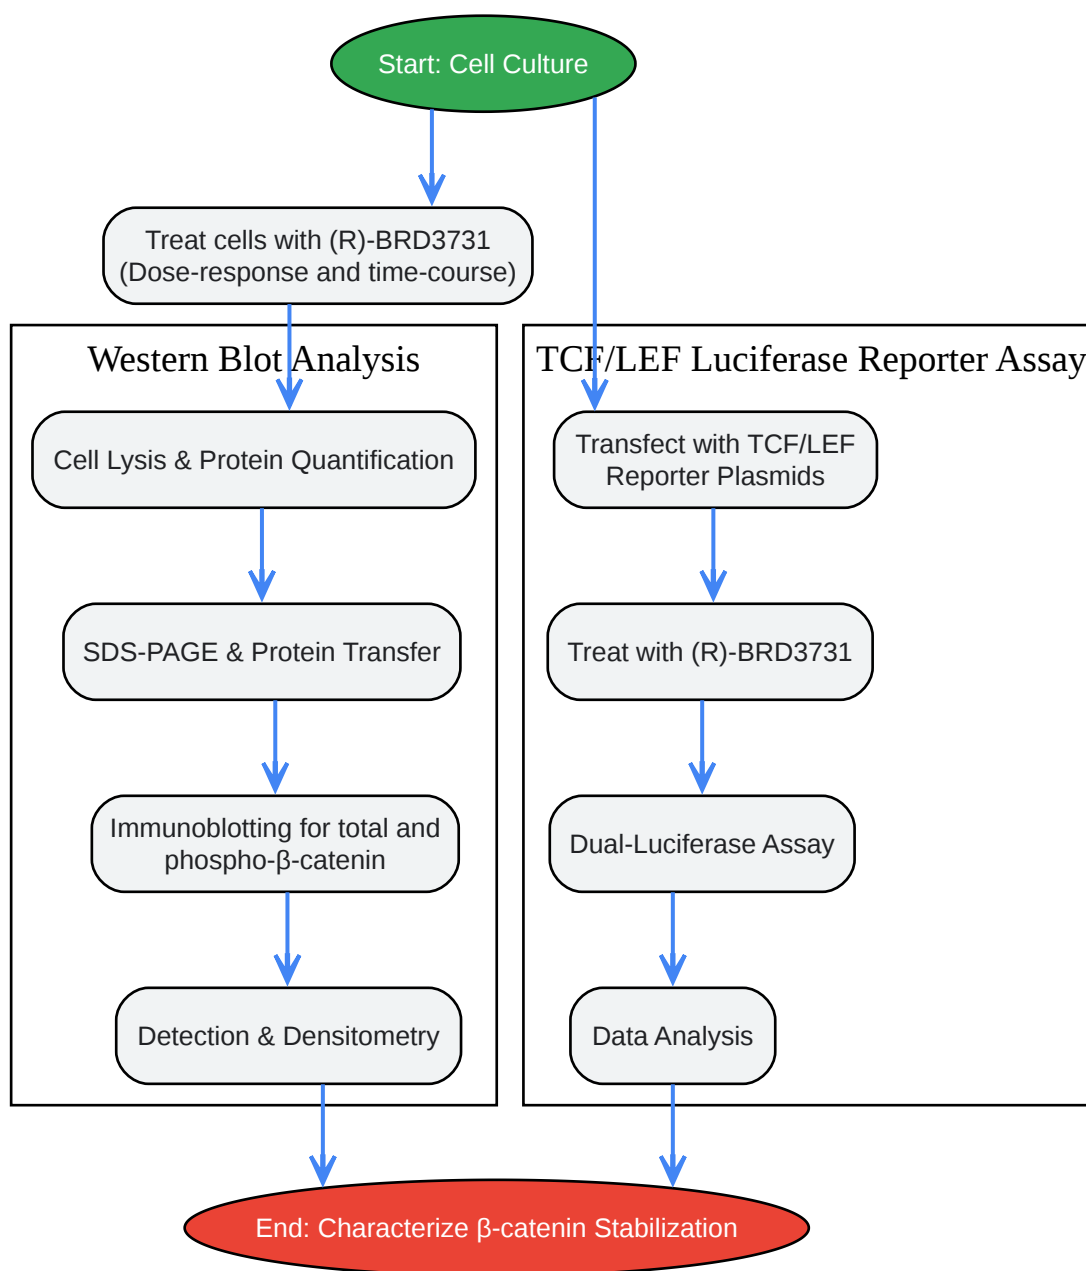 Start: Cell Culture
Treat cells with (R)-BRD3731
(Dose-response and time-course)
Western Blot Analysis
Cell Lysis & Protein Quantification
SDS-PAGE & Protein Transfer
Immunoblotting for total and
phospho-β-catenin
Detection & Densitometry
TCF/LEF Luciferase Reporter Assay
Transfect with TCF/LEF
Reporter Plasmids
Treat with (R)-BRD3731
Dual-Luciferase Assay
Data Analysis
End: Characterize β-catenin Stabilization